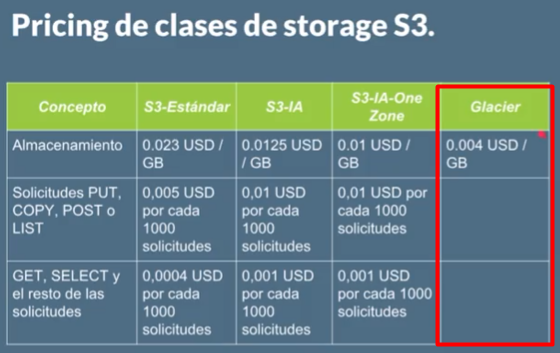 Pricing de clases de storage S3.
Concepto
S3-Estándar
S3-IA
S3-IA-One
Zone
Glacier
Almacenamiento
0.023 USD /
GB
0.0125 USD
/ GB
0.01 USD /
GB
0.004 USD /
GB
Solicitudes PUT,
COPY, POST o
LIST
0,005 USD
por cada
1000
solicitudes
0,01 USD
por cada
1000
solicitudes
0,01 USD por
cada 1000
solicitudes
GET, SELECT y
el resto de las
solicitudes
0,0004 USD
por cada
1000
solicitudes
0,001 USD
por cada
1000
solicitudes
0,001 USD
por cada 1000
solicitudes